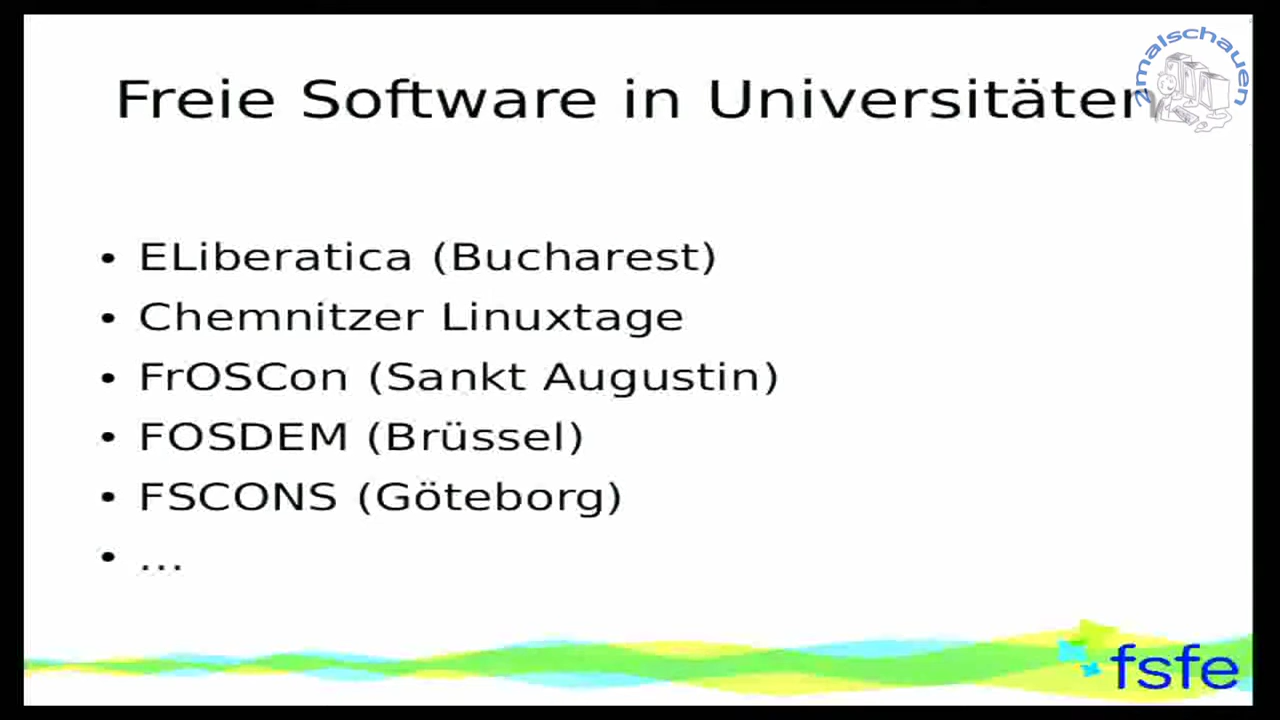 Freie Software in Universitäten
2malschauen
• ELiberatica (Bucharest)
• Chemnitzer Linuxtage
• FrOSCon (Sankt Augustin)
• FOSDEM (Brüssel)
• FSCONS (Göteborg)
• ...
fsfe